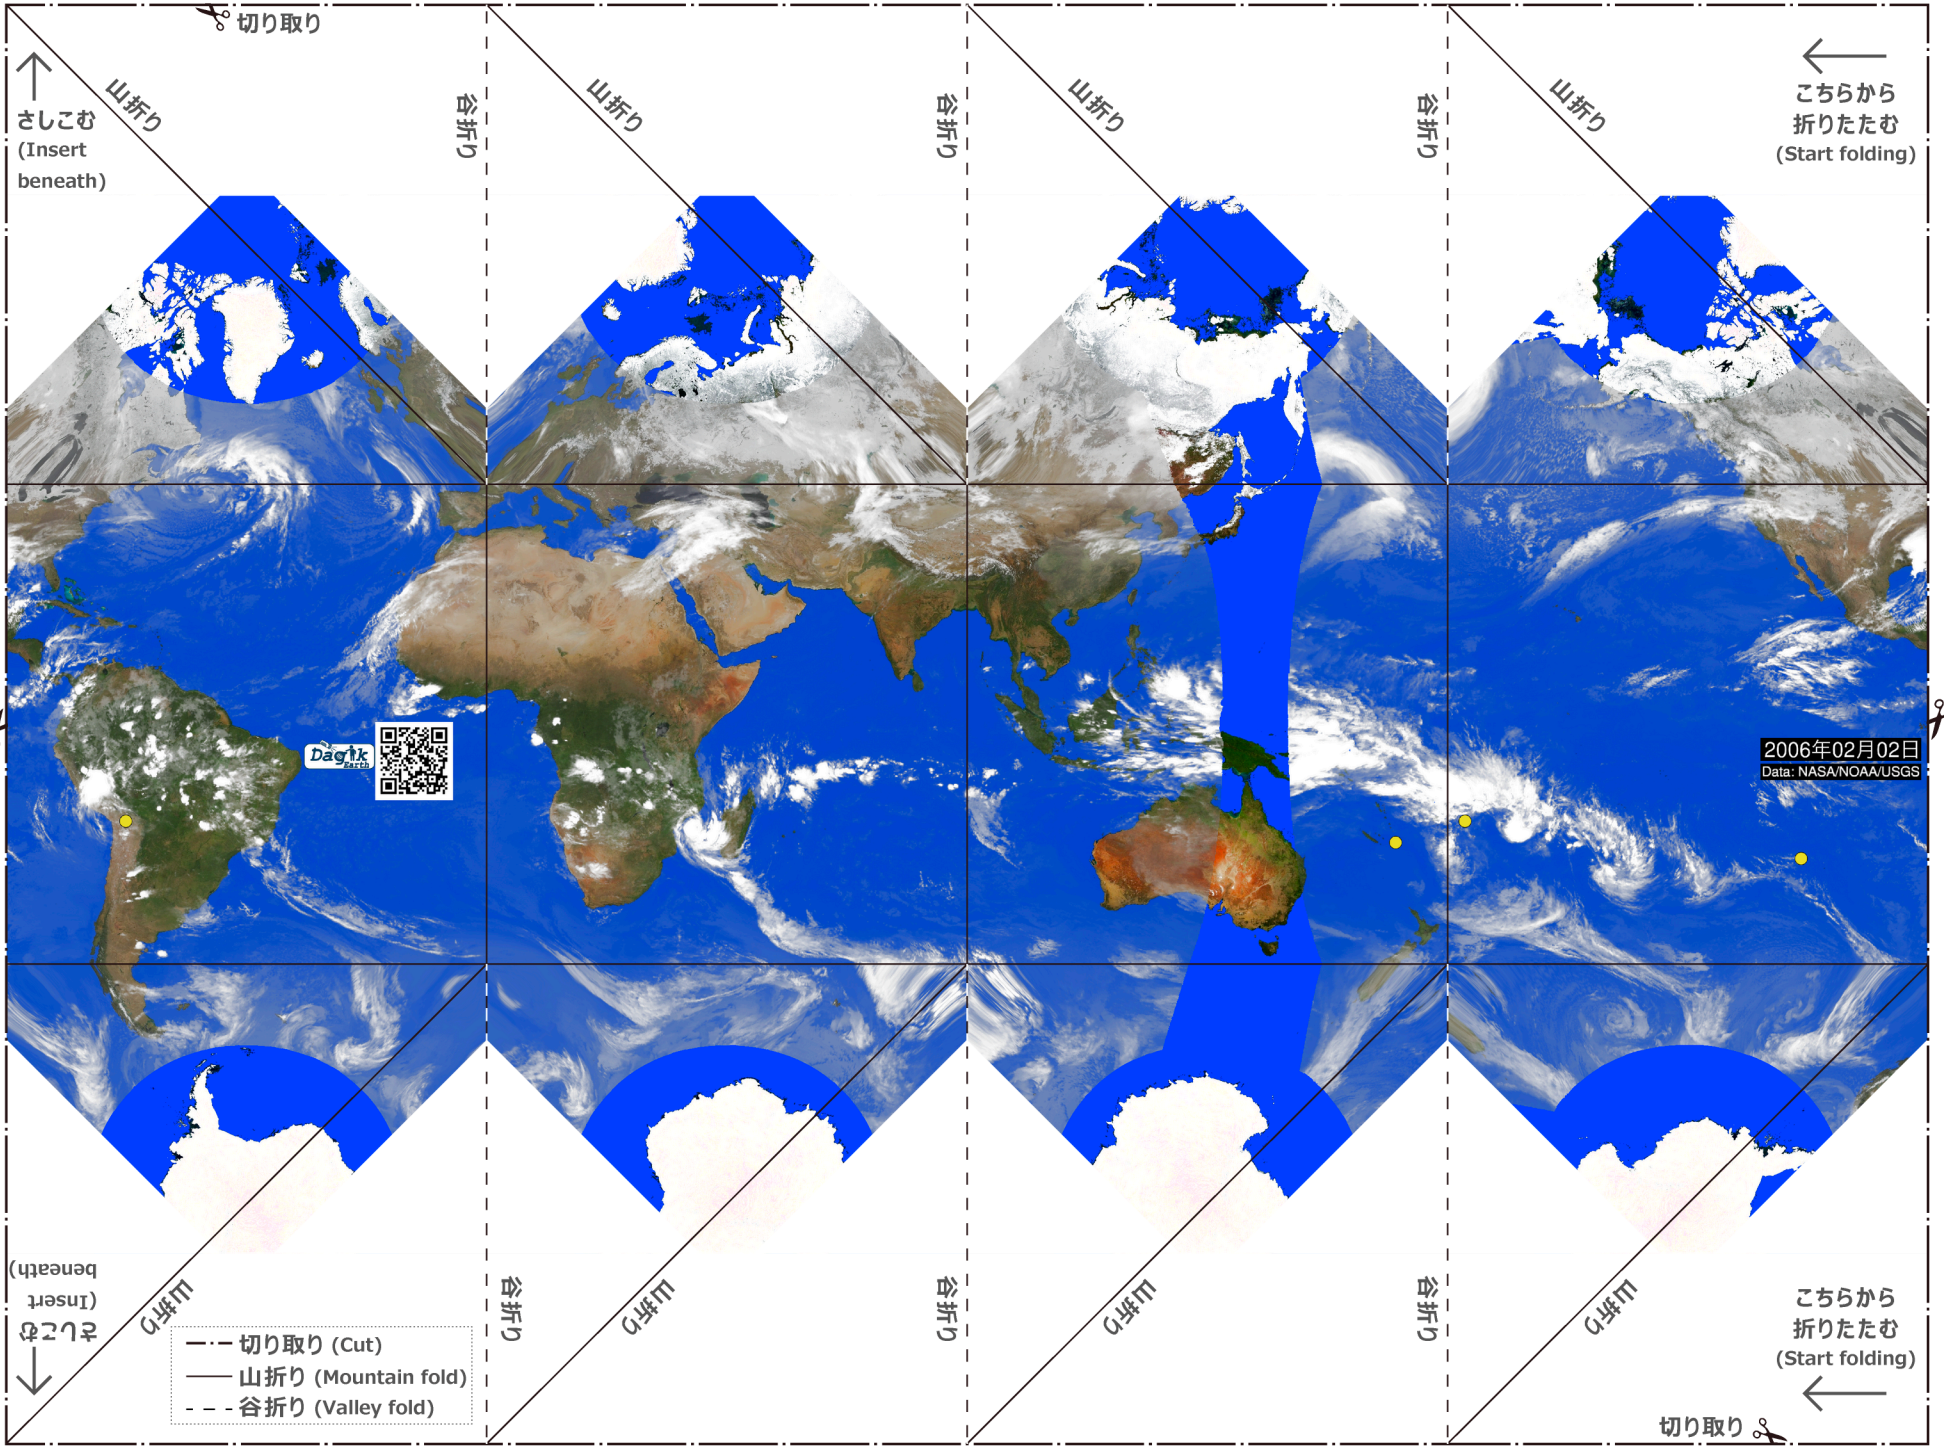 切り取り
山折り
谷折り
山折り
谷折り
山折り
谷折り
山折り
さしこむ
(Insert
beneath)
こちらから
折りたたむ
(Start folding)
Dagik
Earth
2006年02月02日
Data: NASA/NOAA/USGS
さしこむ
(Insert
beneath)
山折り
谷折り
山折り
谷折り
山折り
谷折り
山折り
こちらから
折りたたむ
(Start folding)
切り取り (Cut)
山折り (Mountain fold)
谷折り (Valley fold)
切り取り